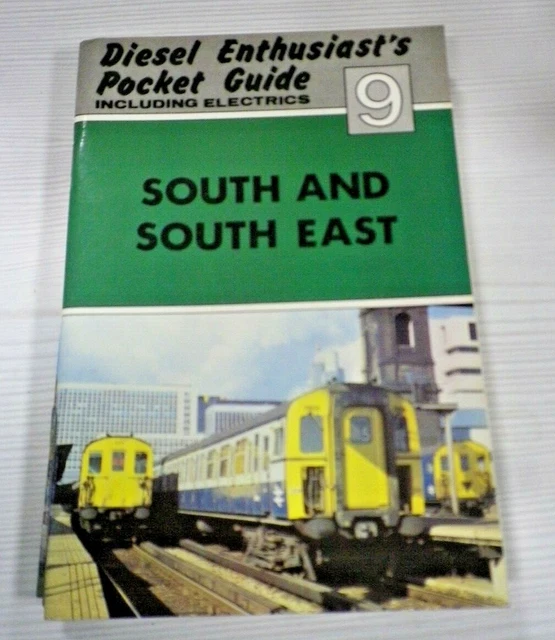 Diesel Enthusiast's
Pocket Guide
INCLUDING ELECTRICS
9
SOUTH AND
SOUTH EAST